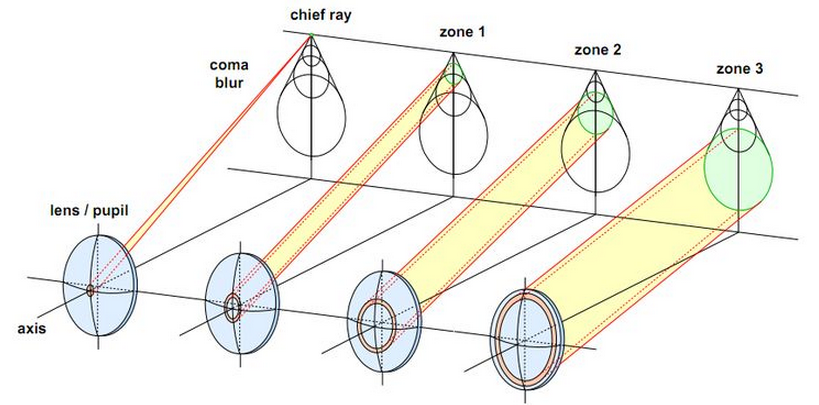 chief ray
zone 1
zone 2
zone 3
coma
blur
lens / pupil
axis